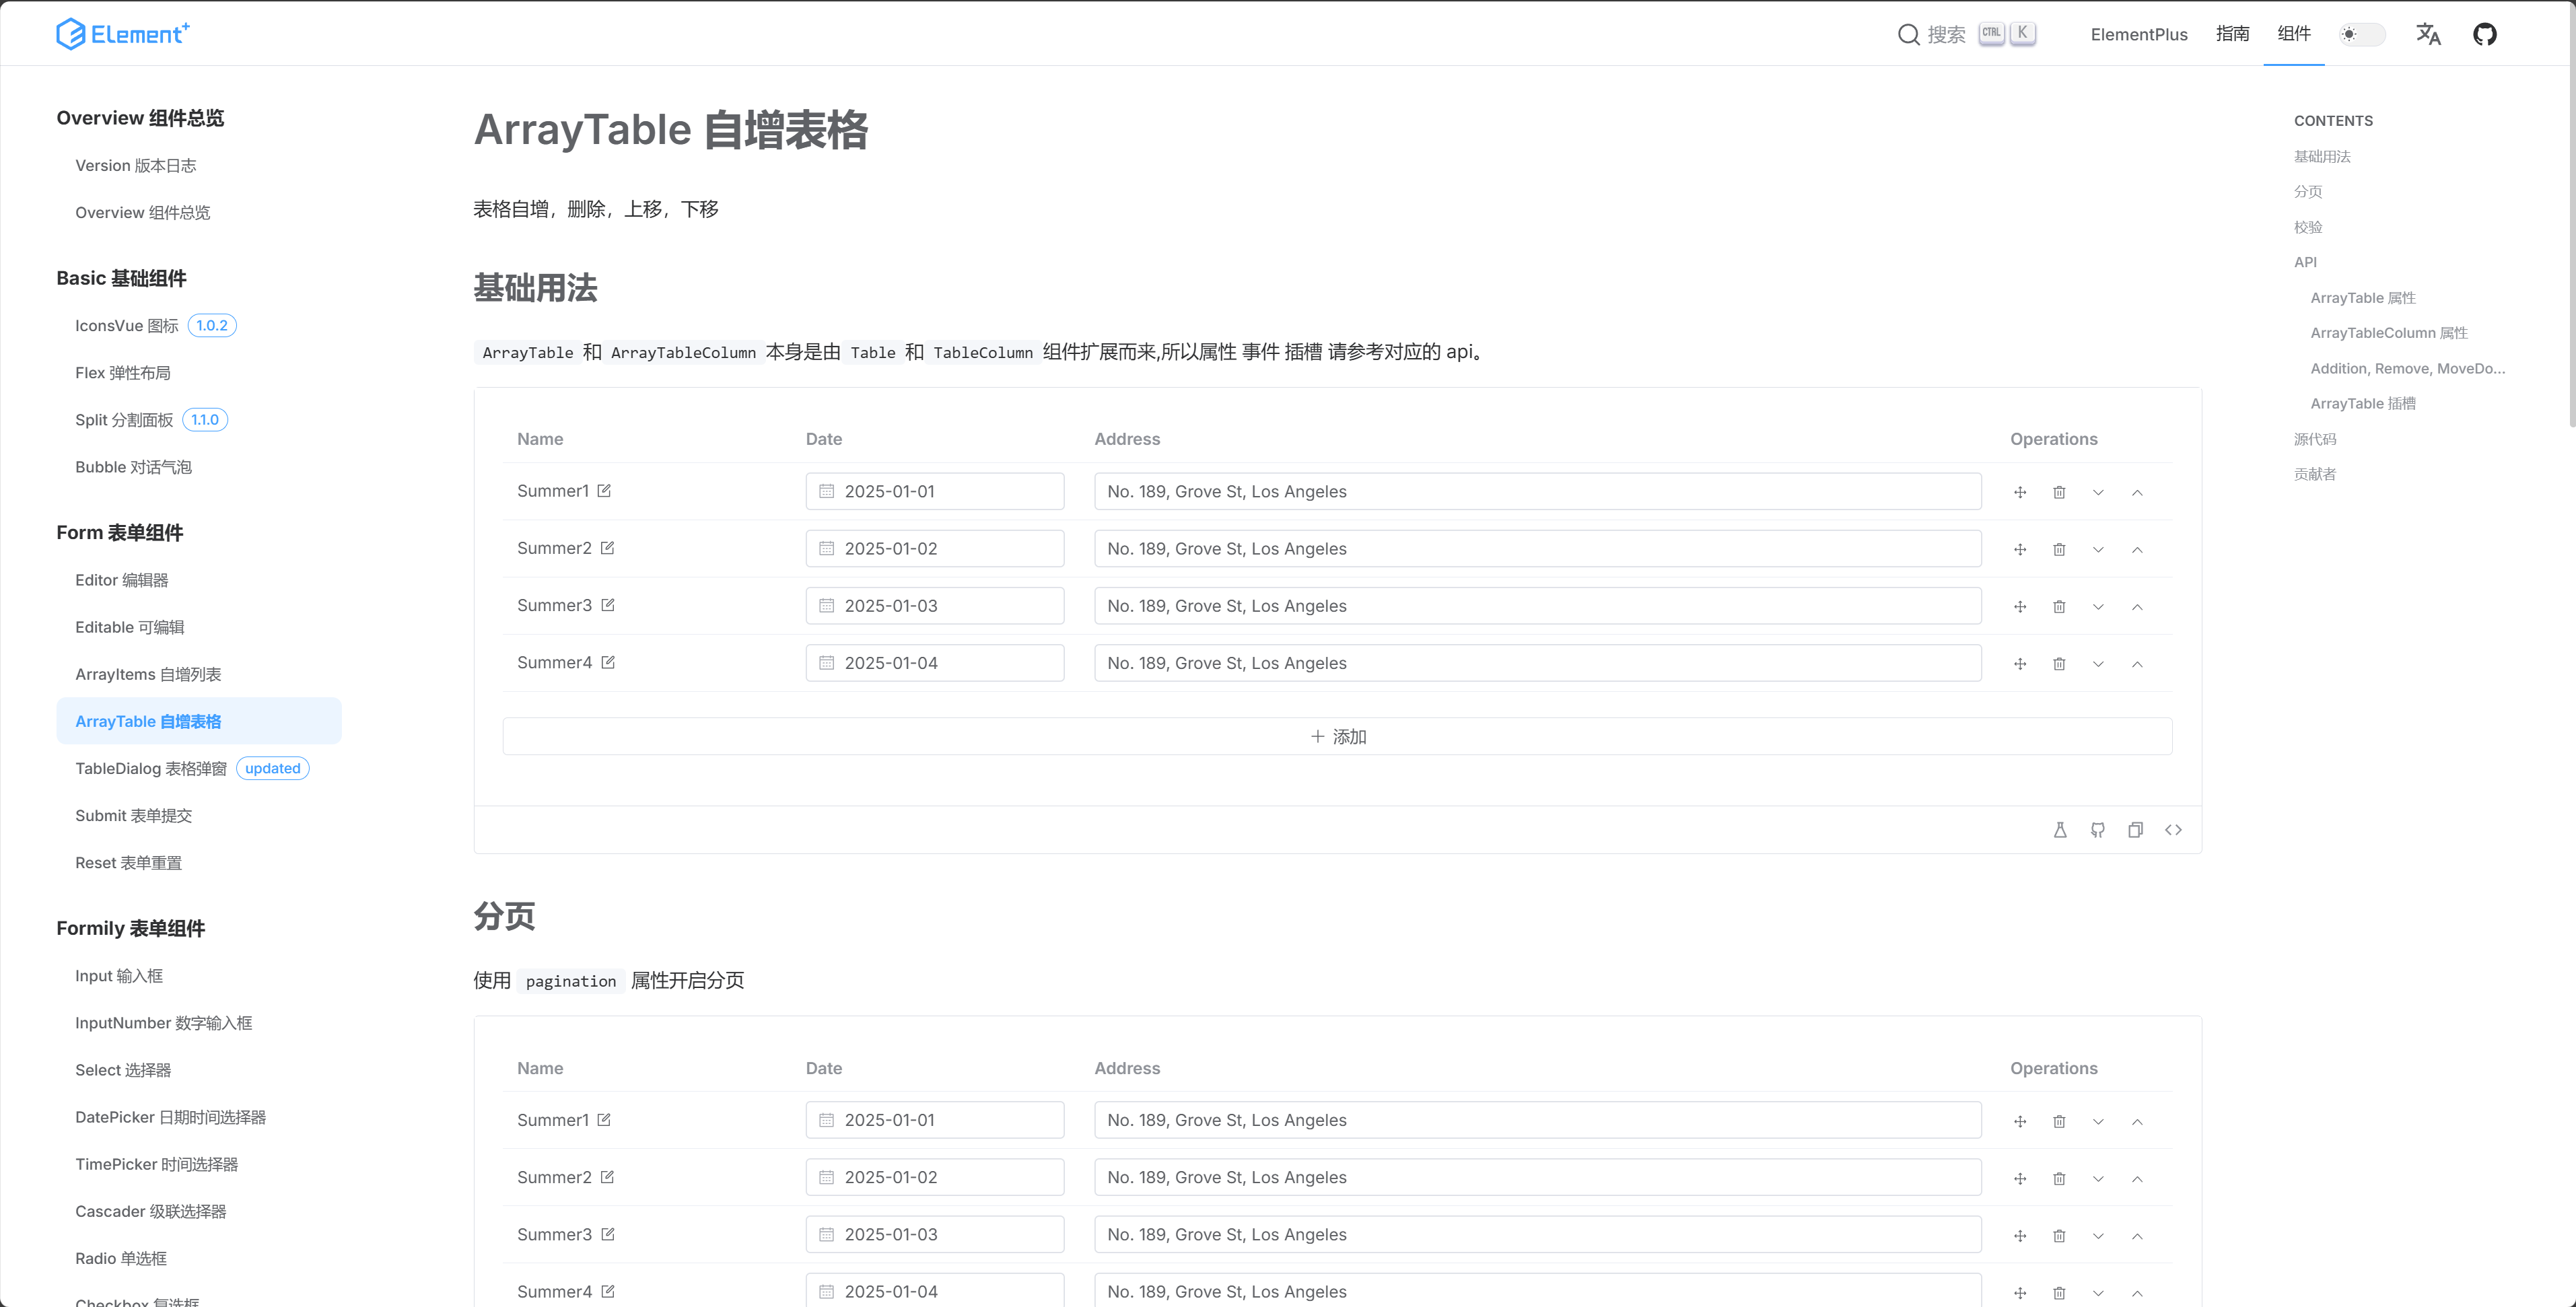 Element+
搜索 CTRL K ElementPlus 指南 组件
Overview 组件总览
Version 版本日志
Overview 组件总览
Basic 基础组件
IconsVue 图标 1.0.2
Flex 弹性布局
Split 分割面板 1.1.0
Bubble 对话气泡
Form 表单组件
Editor 编辑器
Editable 可编辑
ArrayItems 自增列表
ArrayTable 自增表格
TableDialog 表格弹窗 updated
Submit 表单提交
Reset 表单重置
Formily 表单组件
Input 输入框
InputNumber 数字输入框
Select 选择器
DatePicker 日期时间选择器
TimePicker 时间选择器
Cascader 级联选择器
Radio 单选框
Checkbox 复选框
ArrayTable 自增表格
表格自增，删除，上移，下移
基础用法
ArrayTable 和 ArrayTableColumn 本身是由 Table 和 TableColumn 组件扩展而来,所以属性 事件 插槽 请参考对应的 api。
Name Date Address Operations
Summer1 2025-01-01 No. 189, Grove St, Los Angeles
Summer2 2025-01-02 No. 189, Grove St, Los Angeles
Summer3 2025-01-03 No. 189, Grove St, Los Angeles
Summer4 2025-01-04 No. 189, Grove St, Los Angeles
添加
分页
使用 pagination 属性开启分页
Name Date Address Operations
Summer1 2025-01-01 No. 189, Grove St, Los Angeles
Summer2 2025-01-02 No. 189, Grove St, Los Angeles
Summer3 2025-01-03 No. 189, Grove St, Los Angeles
Summer4 2025-01-04 No. 189, Grove St, Los Angeles
CONTENTS
基础用法
分页
校验
API
ArrayTable 属性
ArrayTableColumn 属性
Addition, Remove, MoveDo...
ArrayTable 插槽
源代码
贡献者